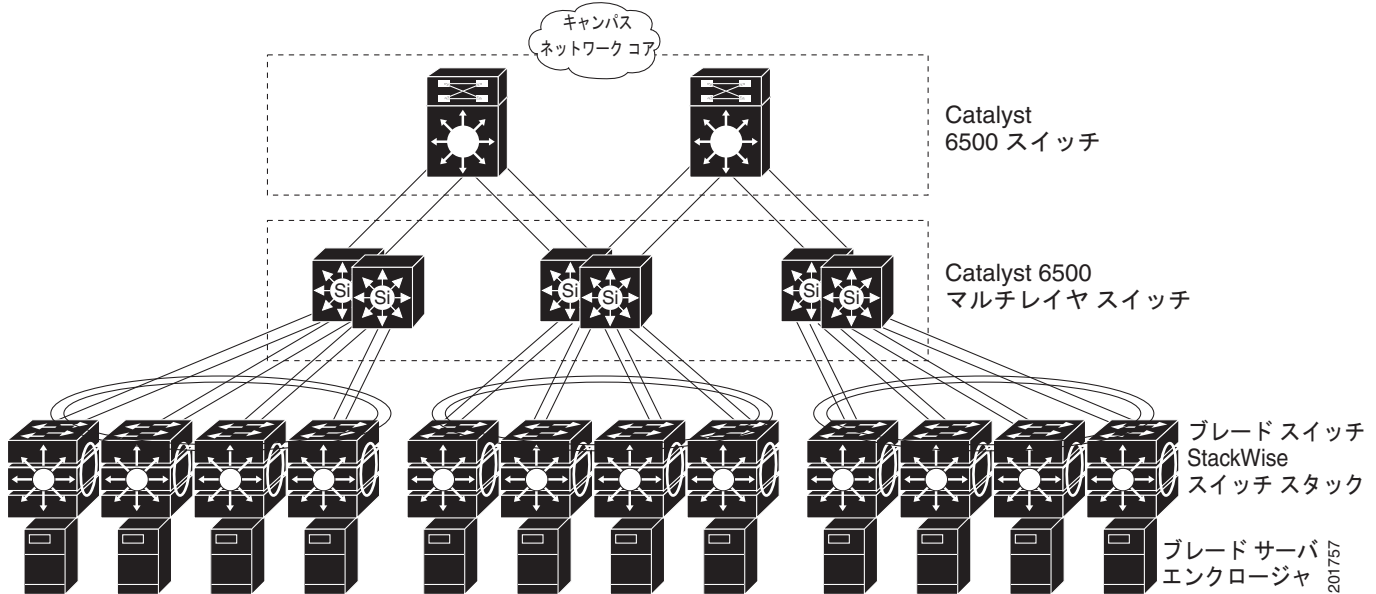 キャンパス
ネットワーク コア
Catalyst
6500 スイッチ
Si
Si
Si
Si
Si
Si
Catalyst 6500
マルチレイヤ スイッチ
ブレード スイッチ
StackWise
スイッチ スタック
ブレード サーバ
エンクロージャ
201757